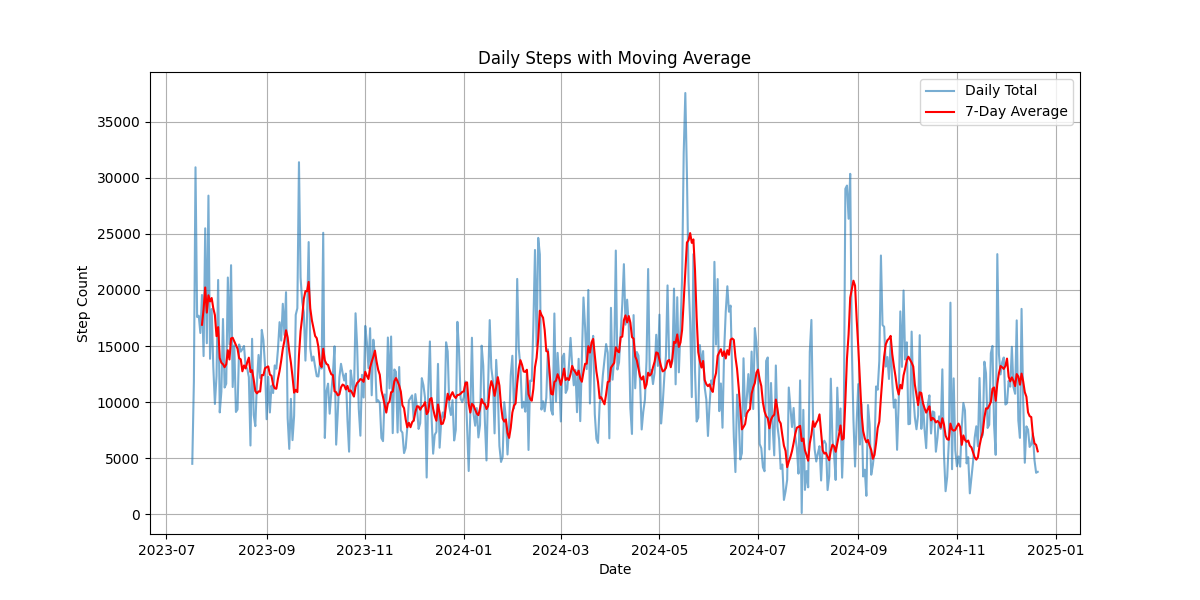 Daily Steps with Moving Average
Daily Total
7-Day Average
Step Count
35000
30000
25000
20000
15000
10000
5000
0
2023-07 2023-09 2023-11 2024-01 2024-03 2024-05 2024-07 2024-09 2024-11 2025-01
Date